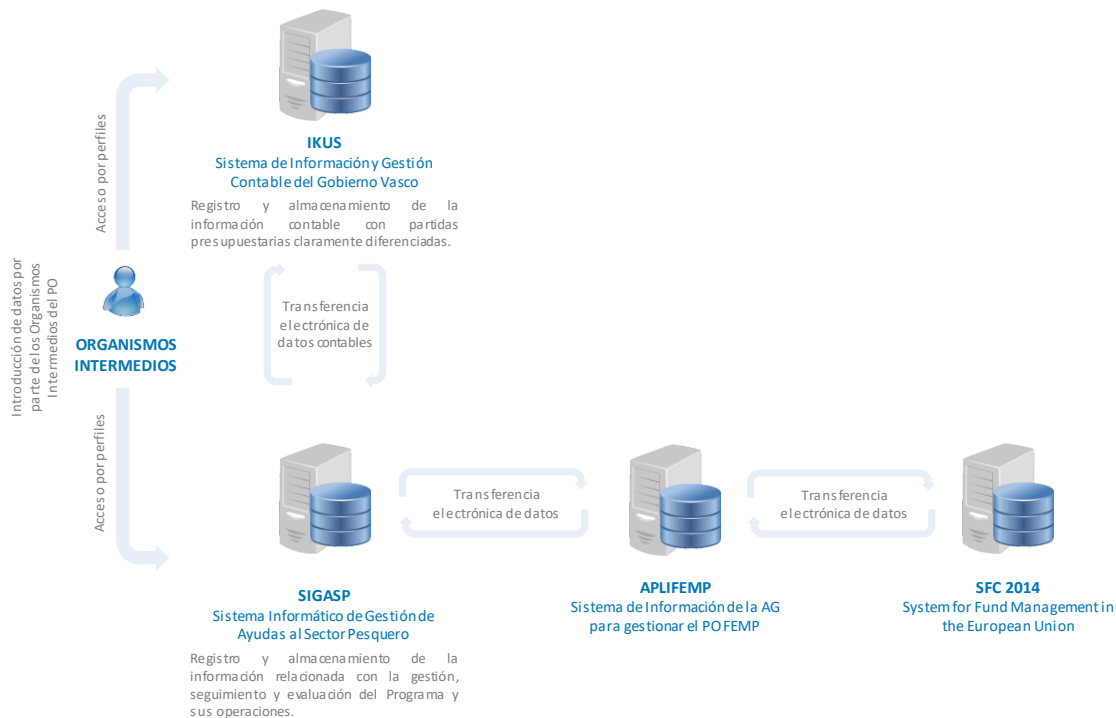 Acceso por perfiles
IKUS
Sistema de Información y Gestión
Contable del Gobierno Vasco
Registro y almacenamiento de la
información contable con partidas
presupuestarias claramente diferenciadas.
Introducción de datos por
parte de los Organismos
Intermedios del PO
ORGANISMOS
INTERMEDIOS
Transferencia
electrónica de
datos contables
Acceso por perfiles
Transferencia
electrónica de datos
Transferencia
electrónica de datos
SIGASP
Sistema Informático de Gestión de
Ayudas al Sector Pesquero
Registro y almacenamiento de la
información relacionada con la gestión,
seguimiento y evaluación del Programa y
sus operaciones.
APLIFEMP
Sistema de Información de la AG
para gestionar el PO FEMP
SFC 2014
System for Fund Management in
the European Union